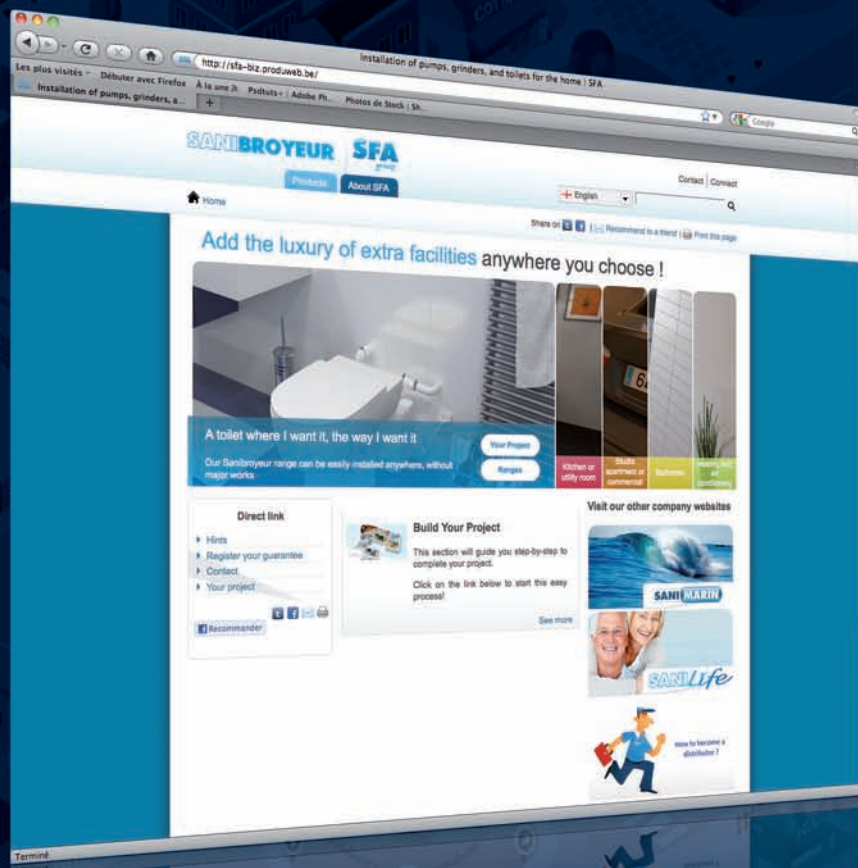 Installation of pumps, grinders, and toilets for the home | SFA
http://sfa-biz.produweb.be/
Google
Les plus visités
Débuter avec Firefox
À la une
Psdtuts+ | Adobe Ph...
Photos de Stock | Sh...
Installation of pumps, grinders, a...
+
SANIBROYEUR
SFA
group
Contact | Connect
Products
About SFA
English
Home
Share on
Recommend to a friend
Print this page
Add the luxury of extra facilities anywhere you choose !
6
A toilet where I want it, the way I want it
Our Sanibroyeur range can be easily installed anywhere, without
major works
Your Project
Ranges
Kitchen or
utility room
Studio
apartment or
commercial
Bathroom
Heating and
air
conditioning
Direct link
Hints
Register your guarantee
Contact
Your project
Recommander
Build Your Project
This section will guide you step-by-step to
complete your project.
Click on the link below to start this easy
process!
See more
Visit our other company websites
SANIMARIN
SANILife
How to become a
distributor ?
Terminé